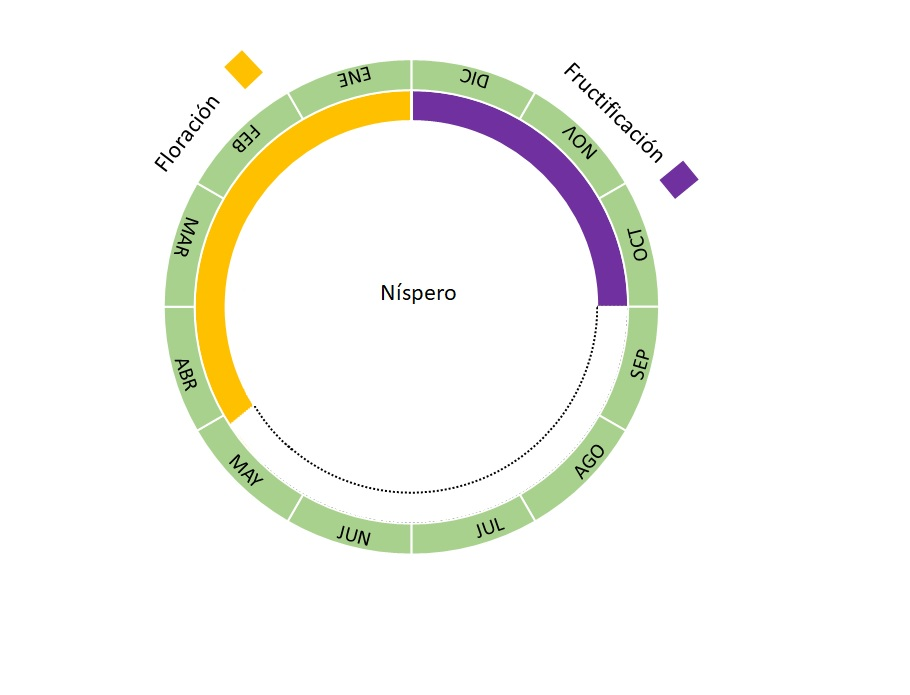 Floración
Fructificación
ENE
FEB
MAR
ABR
MAY
JUN
JUL
AGO
SEP
OCT
NOV
DIC
Níspero